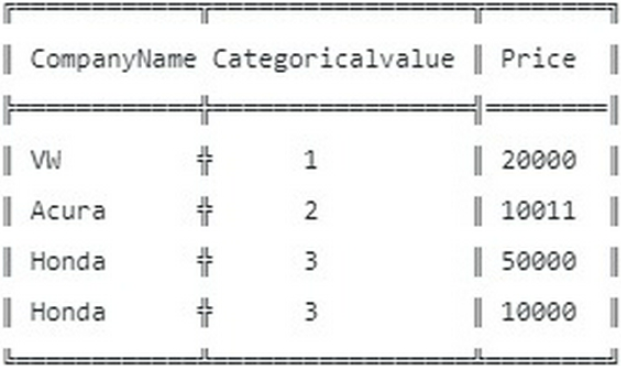 CompanyName Categoricalvalue Price
VW 1 20000
Acura 2 10011
Honda 3 50000
Honda 3 10000